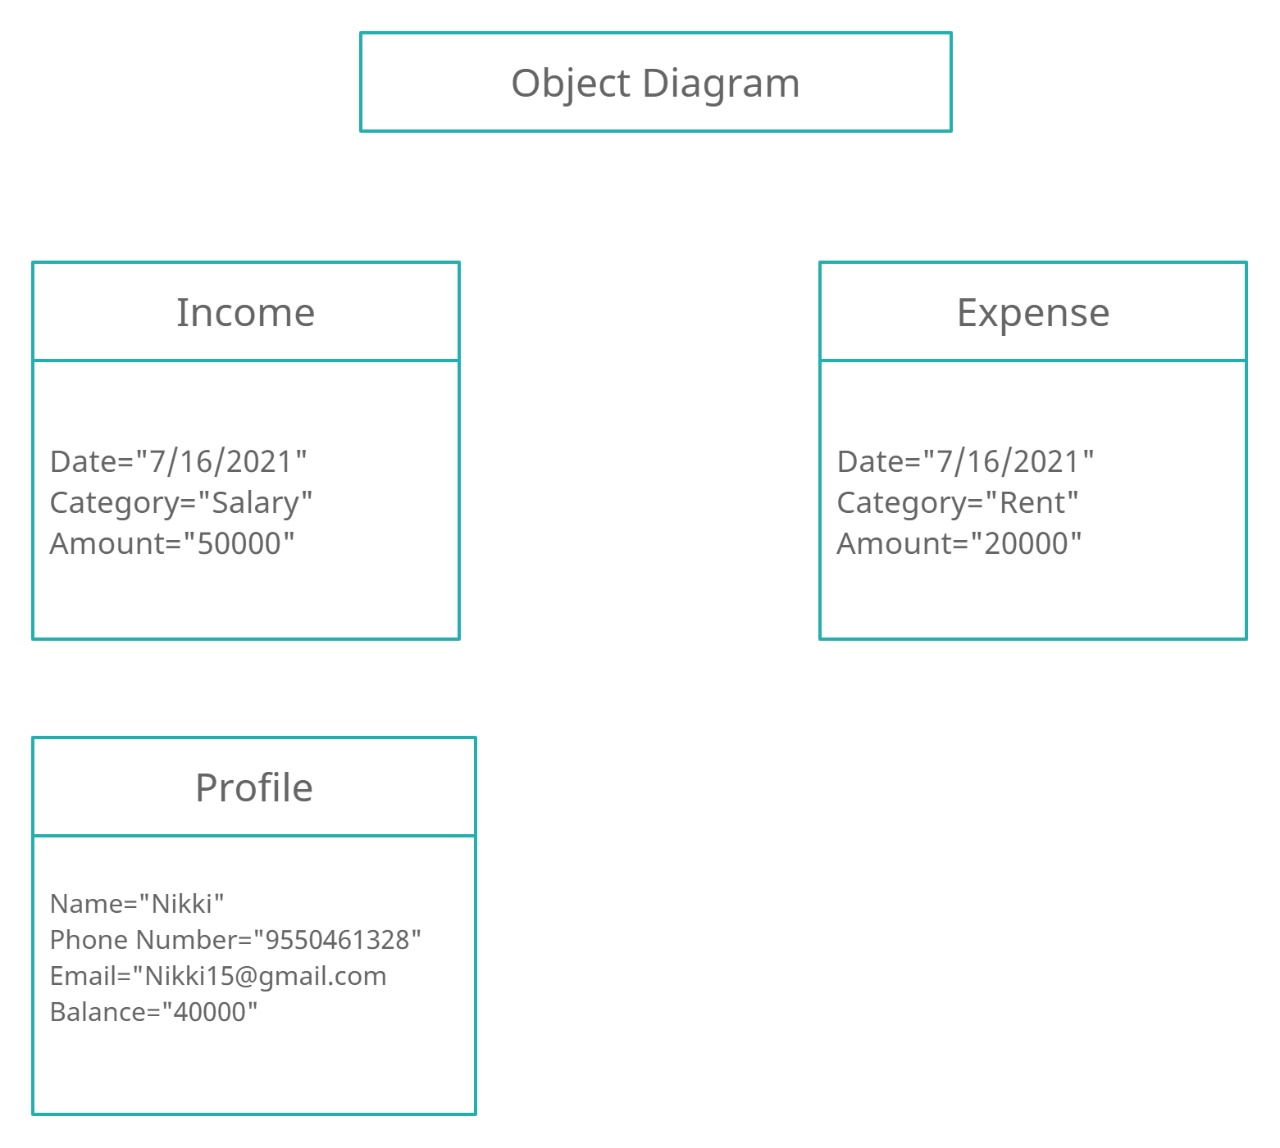 Object Diagram
Income
Date="7/16/2021"
Category="Salary"
Amount="50000"
Expense
Date="7/16/2021"
Category="Rent"
Amount="20000"
Profile
Name="Nikki"
Phone Number="9550461328"
Email="Nikki15@gmail.com
Balance="40000"